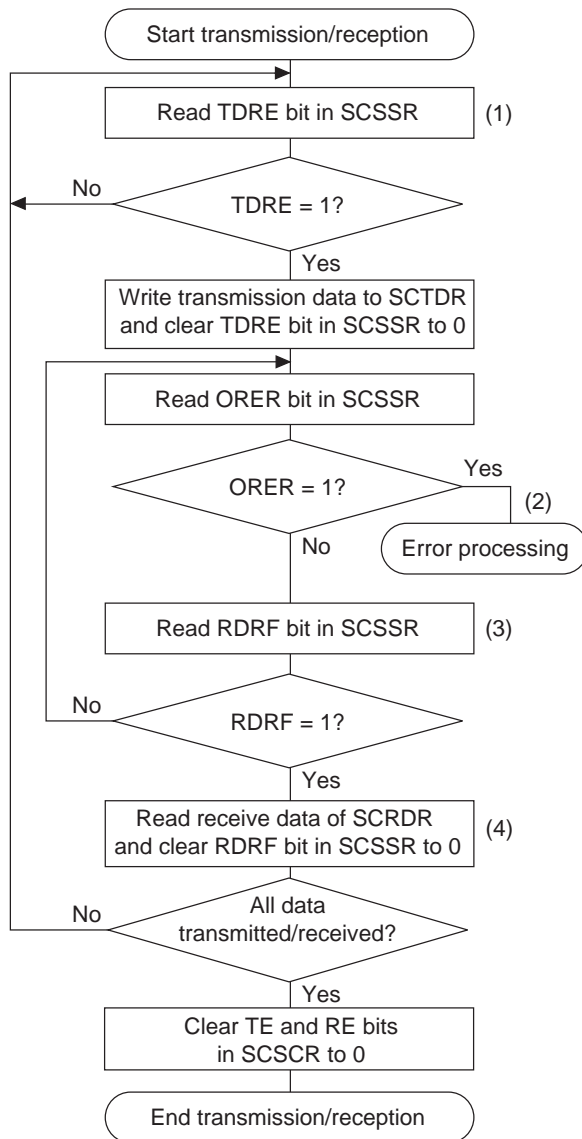 Start transmission/reception
Read TDRE bit in SCSSR
(1)
No
TDRE = 1?
Yes
Write transmission data to SCTDR
and clear TDRE bit in SCSSR to 0
Read ORER bit in SCSSR
Yes
ORER = 1?
(2)
No
Error processing
Read RDRF bit in SCSSR
(3)
No
RDRF = 1?
Yes
Read receive data of SCRDR
and clear RDRF bit in SCSSR to 0
(4)
No
All data
transmitted/received?
Yes
Clear TE and RE bits
in SCSCR to 0
End transmission/reception